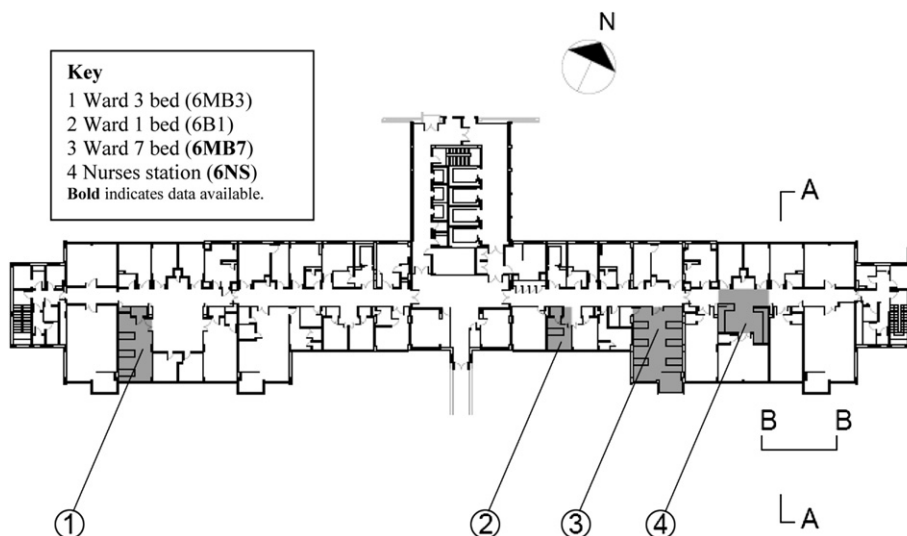 N
Key
1 Ward 3 bed (6MB3)
2 Ward 1 bed (6B1)
3 Ward 7 bed (6MB7)
4 Nurses station (6NS)
Bold indicates data available.
A
B B
A
1 2 3 4